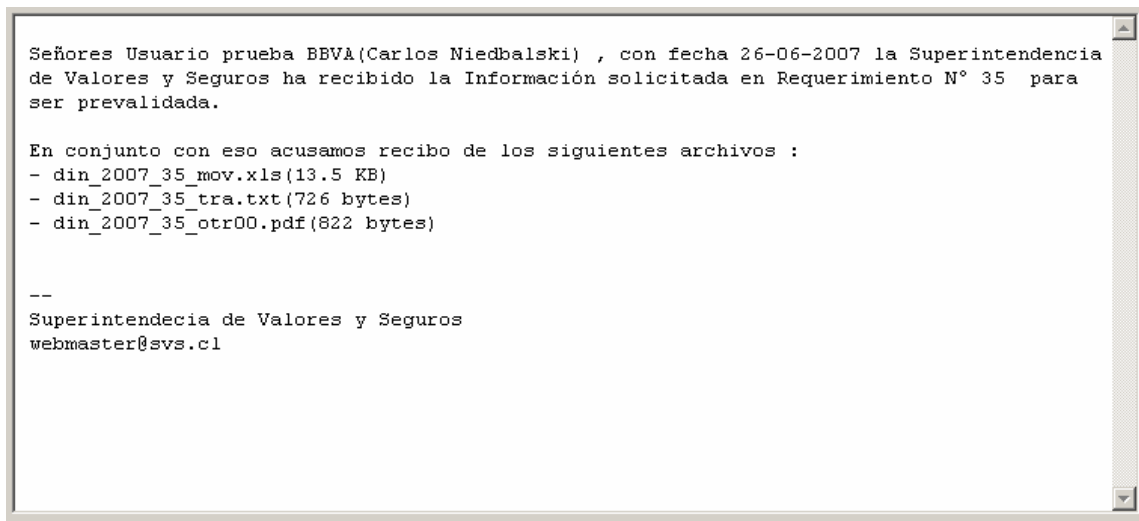 Señores Usuario prueba BBVA(Carlos Niedbalski) , con fecha 26-06-2007 la Superintendencia
de Valores y Seguros ha recibido la Información solicitada en Requerimiento N° 35  para
ser prevalidada.
En conjunto con eso acusamos recibo de los siguientes archivos :
- din_2007_35_mov.xls(13.5 KB)
- din_2007_35_tra.txt(726 bytes)
- din_2007_35_otr00.pdf(822 bytes)
--
Superintendecia de Valores y Seguros
webmaster@svs.cl